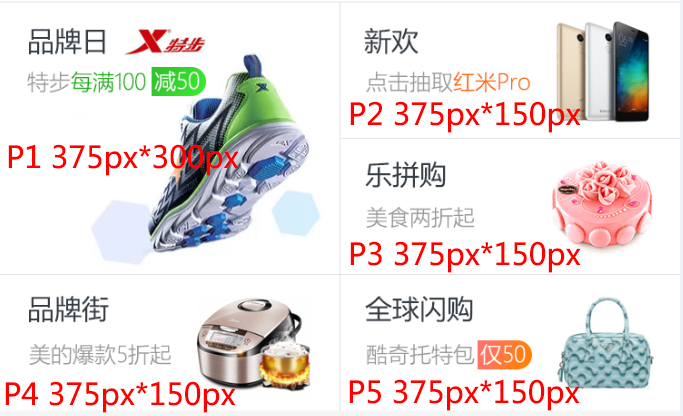 品牌日 X特步
特步每满100 减50
P1 375px*300px
新欢
点击抽取红米Pro
P2 375px*150px
乐拼购
美食两折起
P3 375px*150px
品牌街
美的爆款5折起
P4 375px*150px
全球闪购
酷奇托特包 仅50
P5 375px*150px